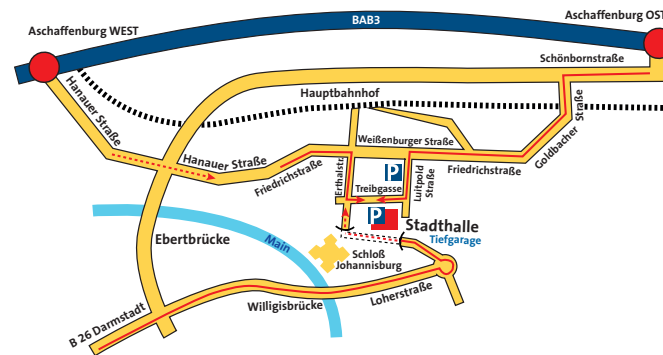 Aschaffenburg OST
BAB3
Aschaffenburg WEST
Schönbornstraße
Hauptbahnhof
Hanauer Straße
Goldbacher
Straße
Weißenburger Straße
Hanauer Straße
Friedrichstraße
Erthalstr
P
Treibgasse
Luitpold
Straße
Friedrichstraße
P
Stadthalle
Tiefgarage
Ebertbrücke
Main
Schloß
Johannisburg
Loherstraße
Willigisbrücke
B 26 Darmstadt